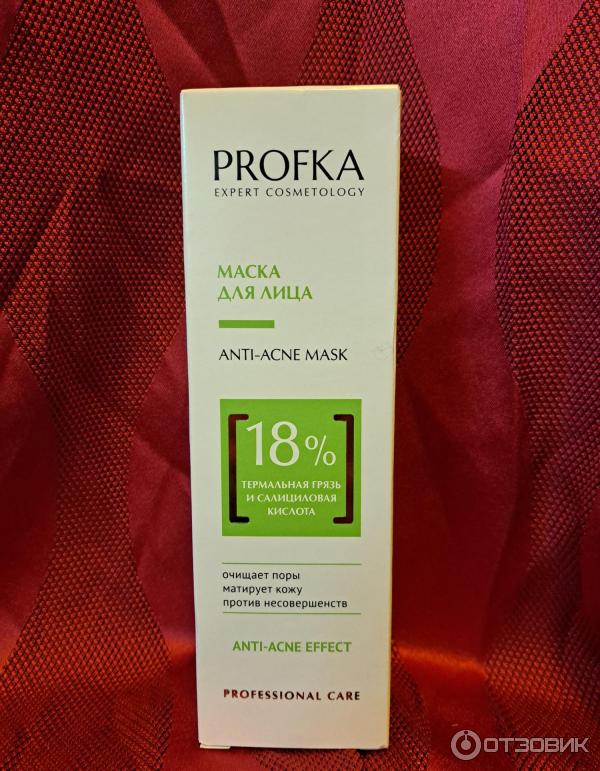 PROFKA
EXPERT COSMETOLOGY
МАСКА
ДЛЯ ЛИЦА
ANTI-ACNE MASK
[18%
ТЕРМАЛЬНАЯ ГРЯЗЬ
И САЛИЦИЛОВАЯ
КИСЛОТА]
очищает поры
матирует кожу
против несовершенств
ANTI-ACNE EFFECT
PROFESSIONAL CARE
ОТЗОВИК